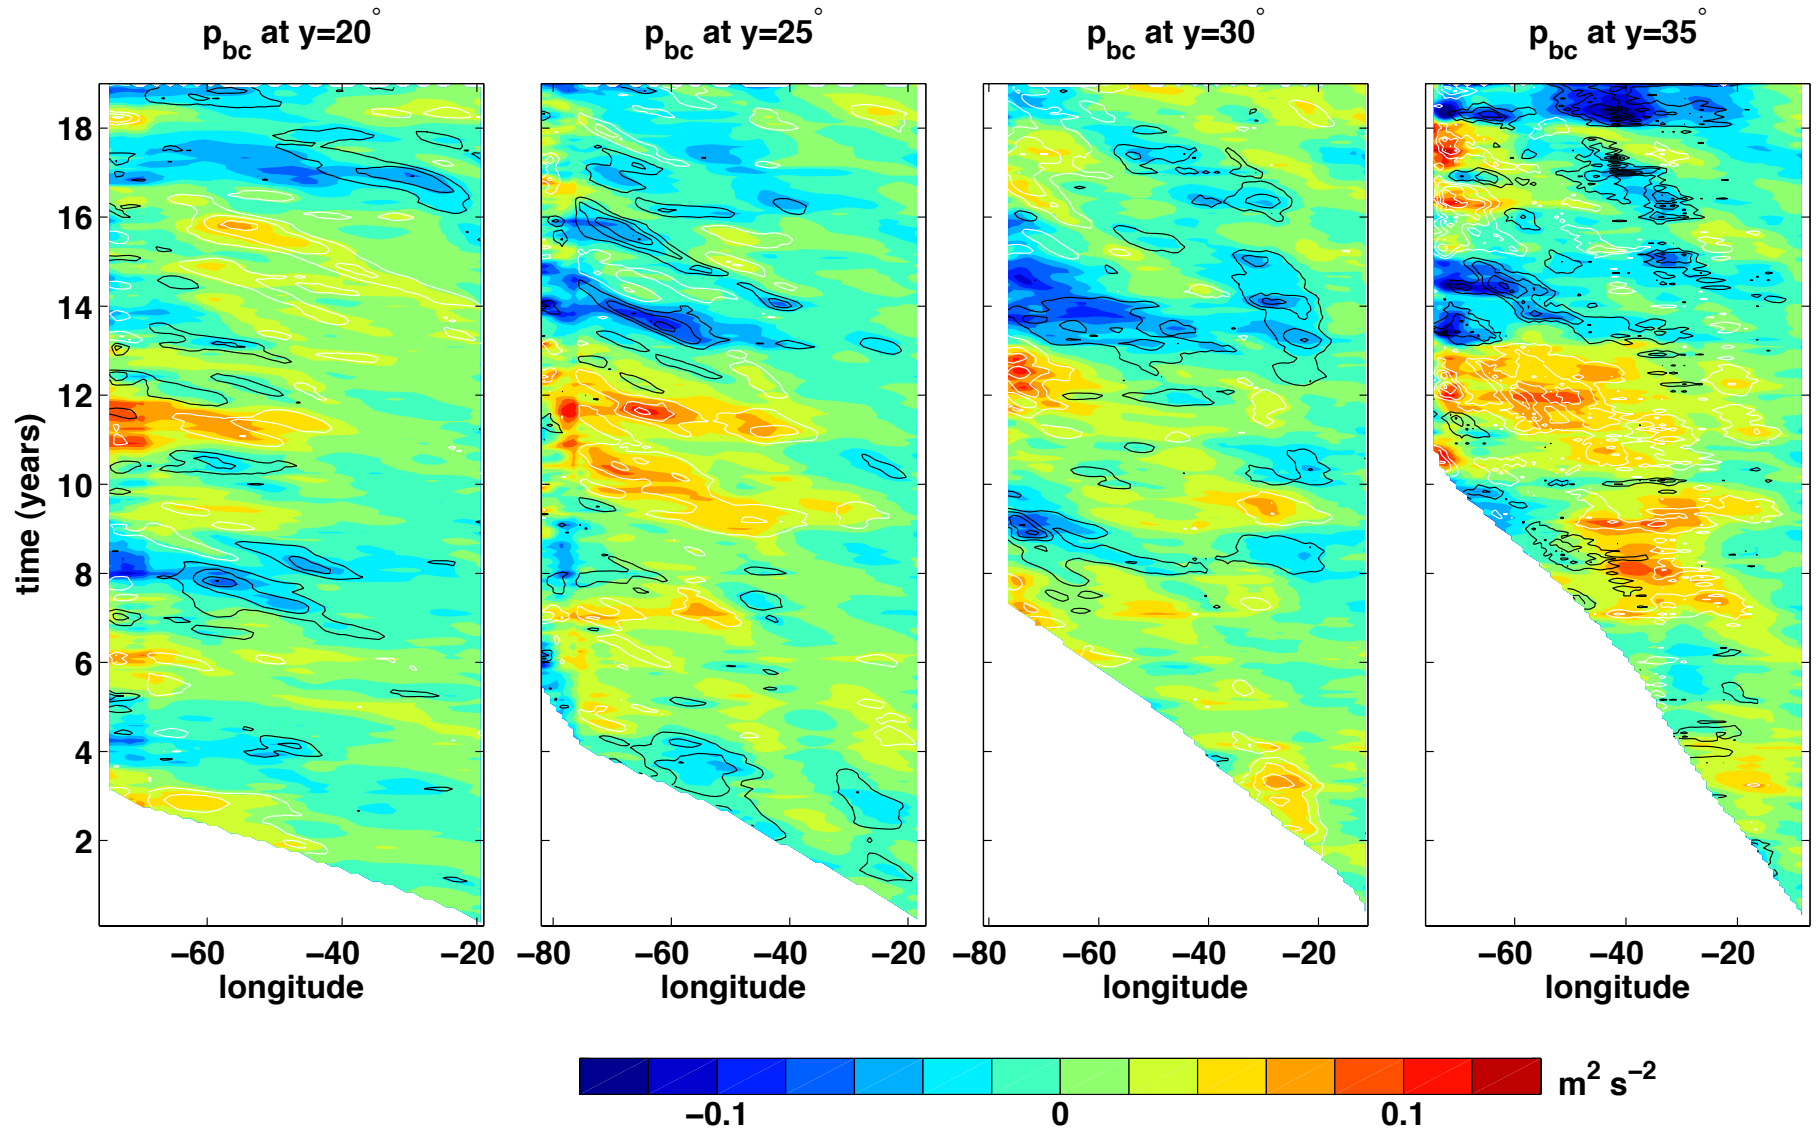 p_bc at y=20° p_bc at y=25° p_bc at y=30° p_bc at y=35°
18
16
14
12
10
8
6
4
2
time (years)
−60 −40 −20 −80 −60 −40 −20 −80 −60 −40 −20 −60 −40 −20
longitude longitude longitude longitude
m² s⁻²
−0.1 0 0.1